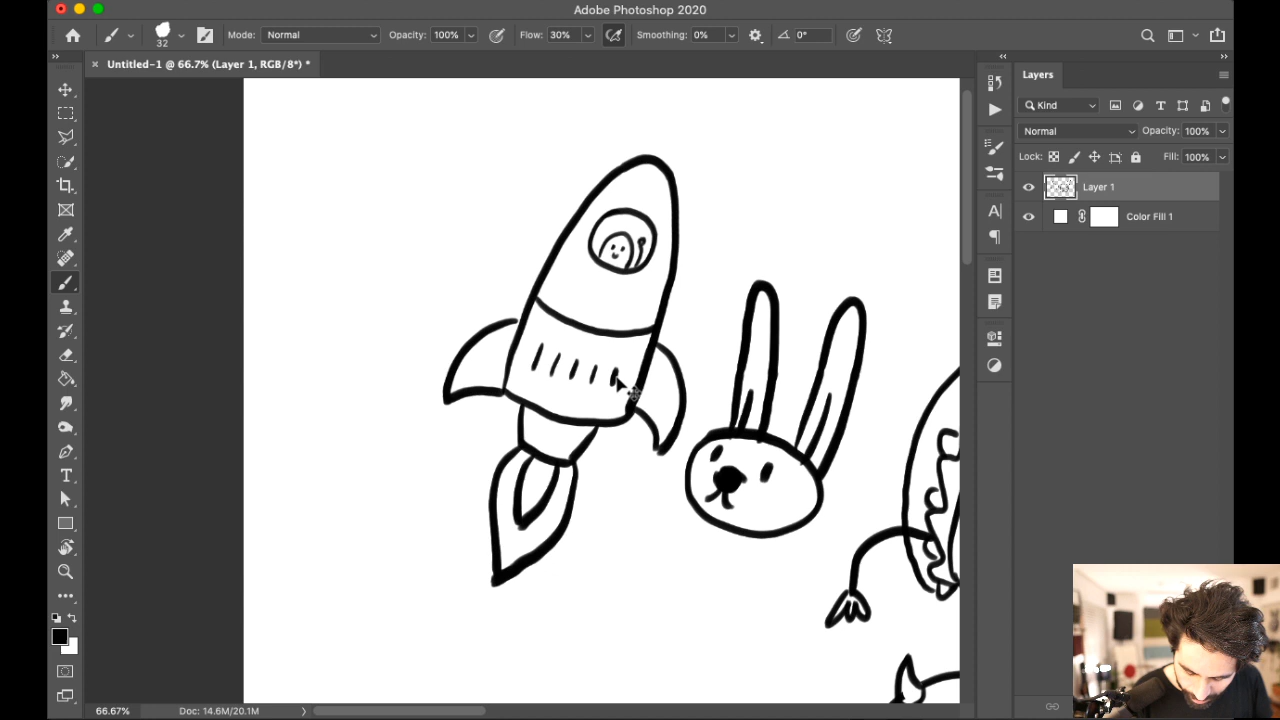 Adobe Photoshop 2020
32 Mode: Normal Opacity: 100% Flow: 30% Smoothing: 0% 0°
Untitled-1 @ 66.7% (Layer 1, RGB/8*) *
Layers
Kind
Normal Opacity: 100%
Lock: Fill: 100%
Layer 1
Color Fill 1
66.67% Doc: 14.6M/20.1M